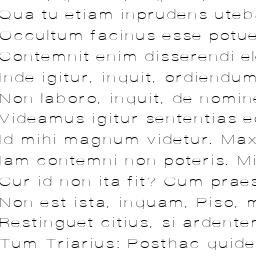 Qua tu etiam inprudens uteb
Occultum facinus esse potue
Contemnit enim disserendi el
Inde igitur, inquit, ordiendum
Non laboro, inquit, de nomine
Videamus igitur sententias eo
Id mihi magnum videtur. Max
Iam contemni non poteris. Mi
Cur id non ita fit? Cum praes
Non est ista, inquam, Piso, m
Restinguet citius, si ardenter
Tum Triarius: Posthac quide